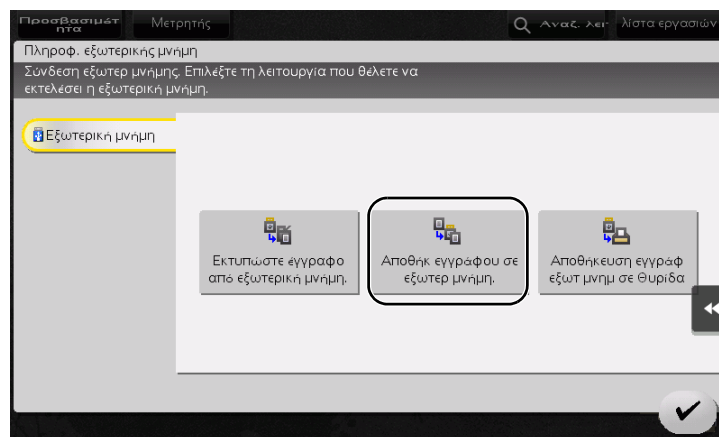 Προσβασιμάτ
ητα
Μετρητής
Αναζ. λει
λίστα εργασιών
Πληροφ. εξωτερικής μνήμη
Σύνδεση εξωτερ μνήμης. Επιλέξτε τη λειτουργία που θέλετε να
εκτελέσει η εξωτερική μνήμη.
Εξωτερική μνήμη
Εκτυπώστε έγγραφο
από εξωτερική μνήμη.
Αποθήκ εγγράφου σε
εξωτερ μνήμη.
Αποθήκευση εγγράφ
εξωτ μνημ σε Θυρίδα